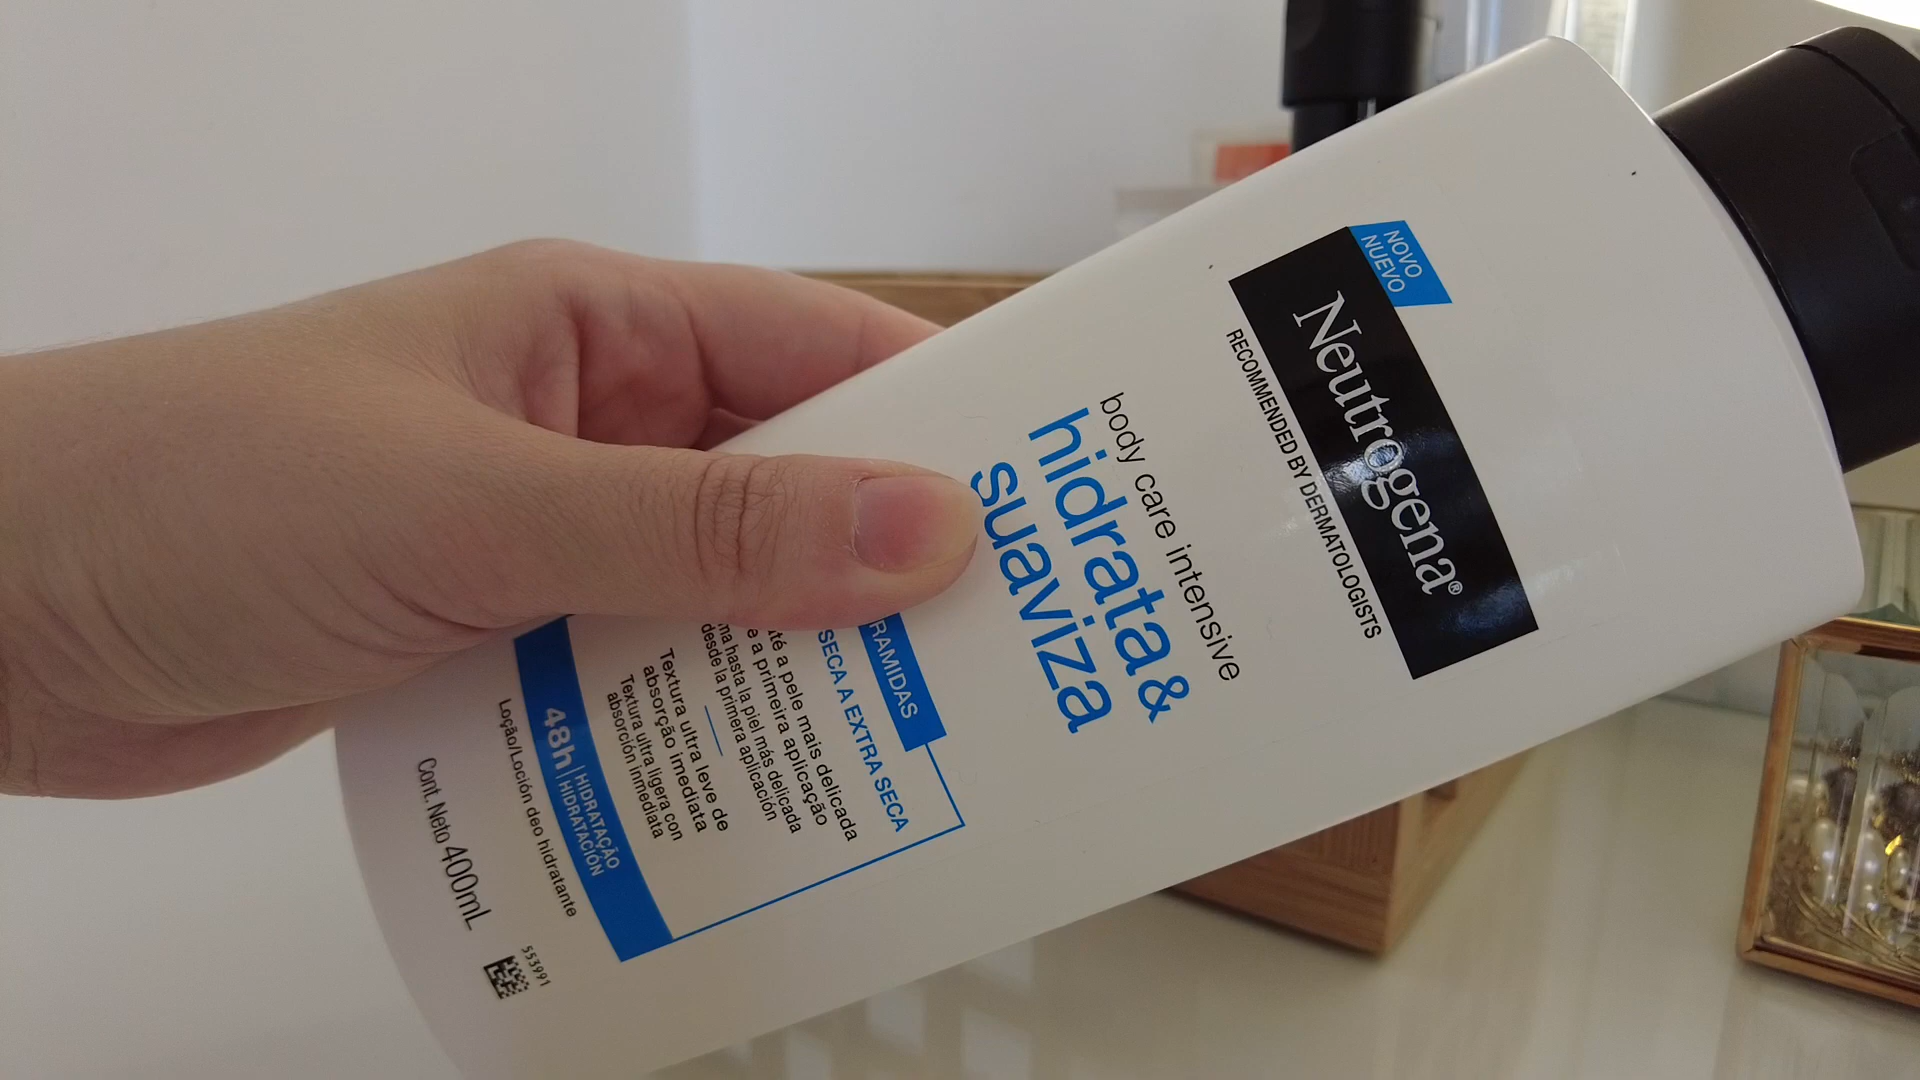 NOVO
NUEVO
Neutrogena®
RECOMMENDED BY DERMATOLOGISTS
body care intensive
hidrata&
suaviza
SECA A EXTRA SECA
a pele mais delicada
e a primeira aplicação
hasta la piel más delicada
desde la primera aplicación
Textura ultra leve de
absorção imediata
Textura ultra ligera con
absorción inmediata
48h HIDRATAÇÃO
HIDRATACIÓN
Loção/Loción deo hidratante
Cont. Neto 400mL
553991